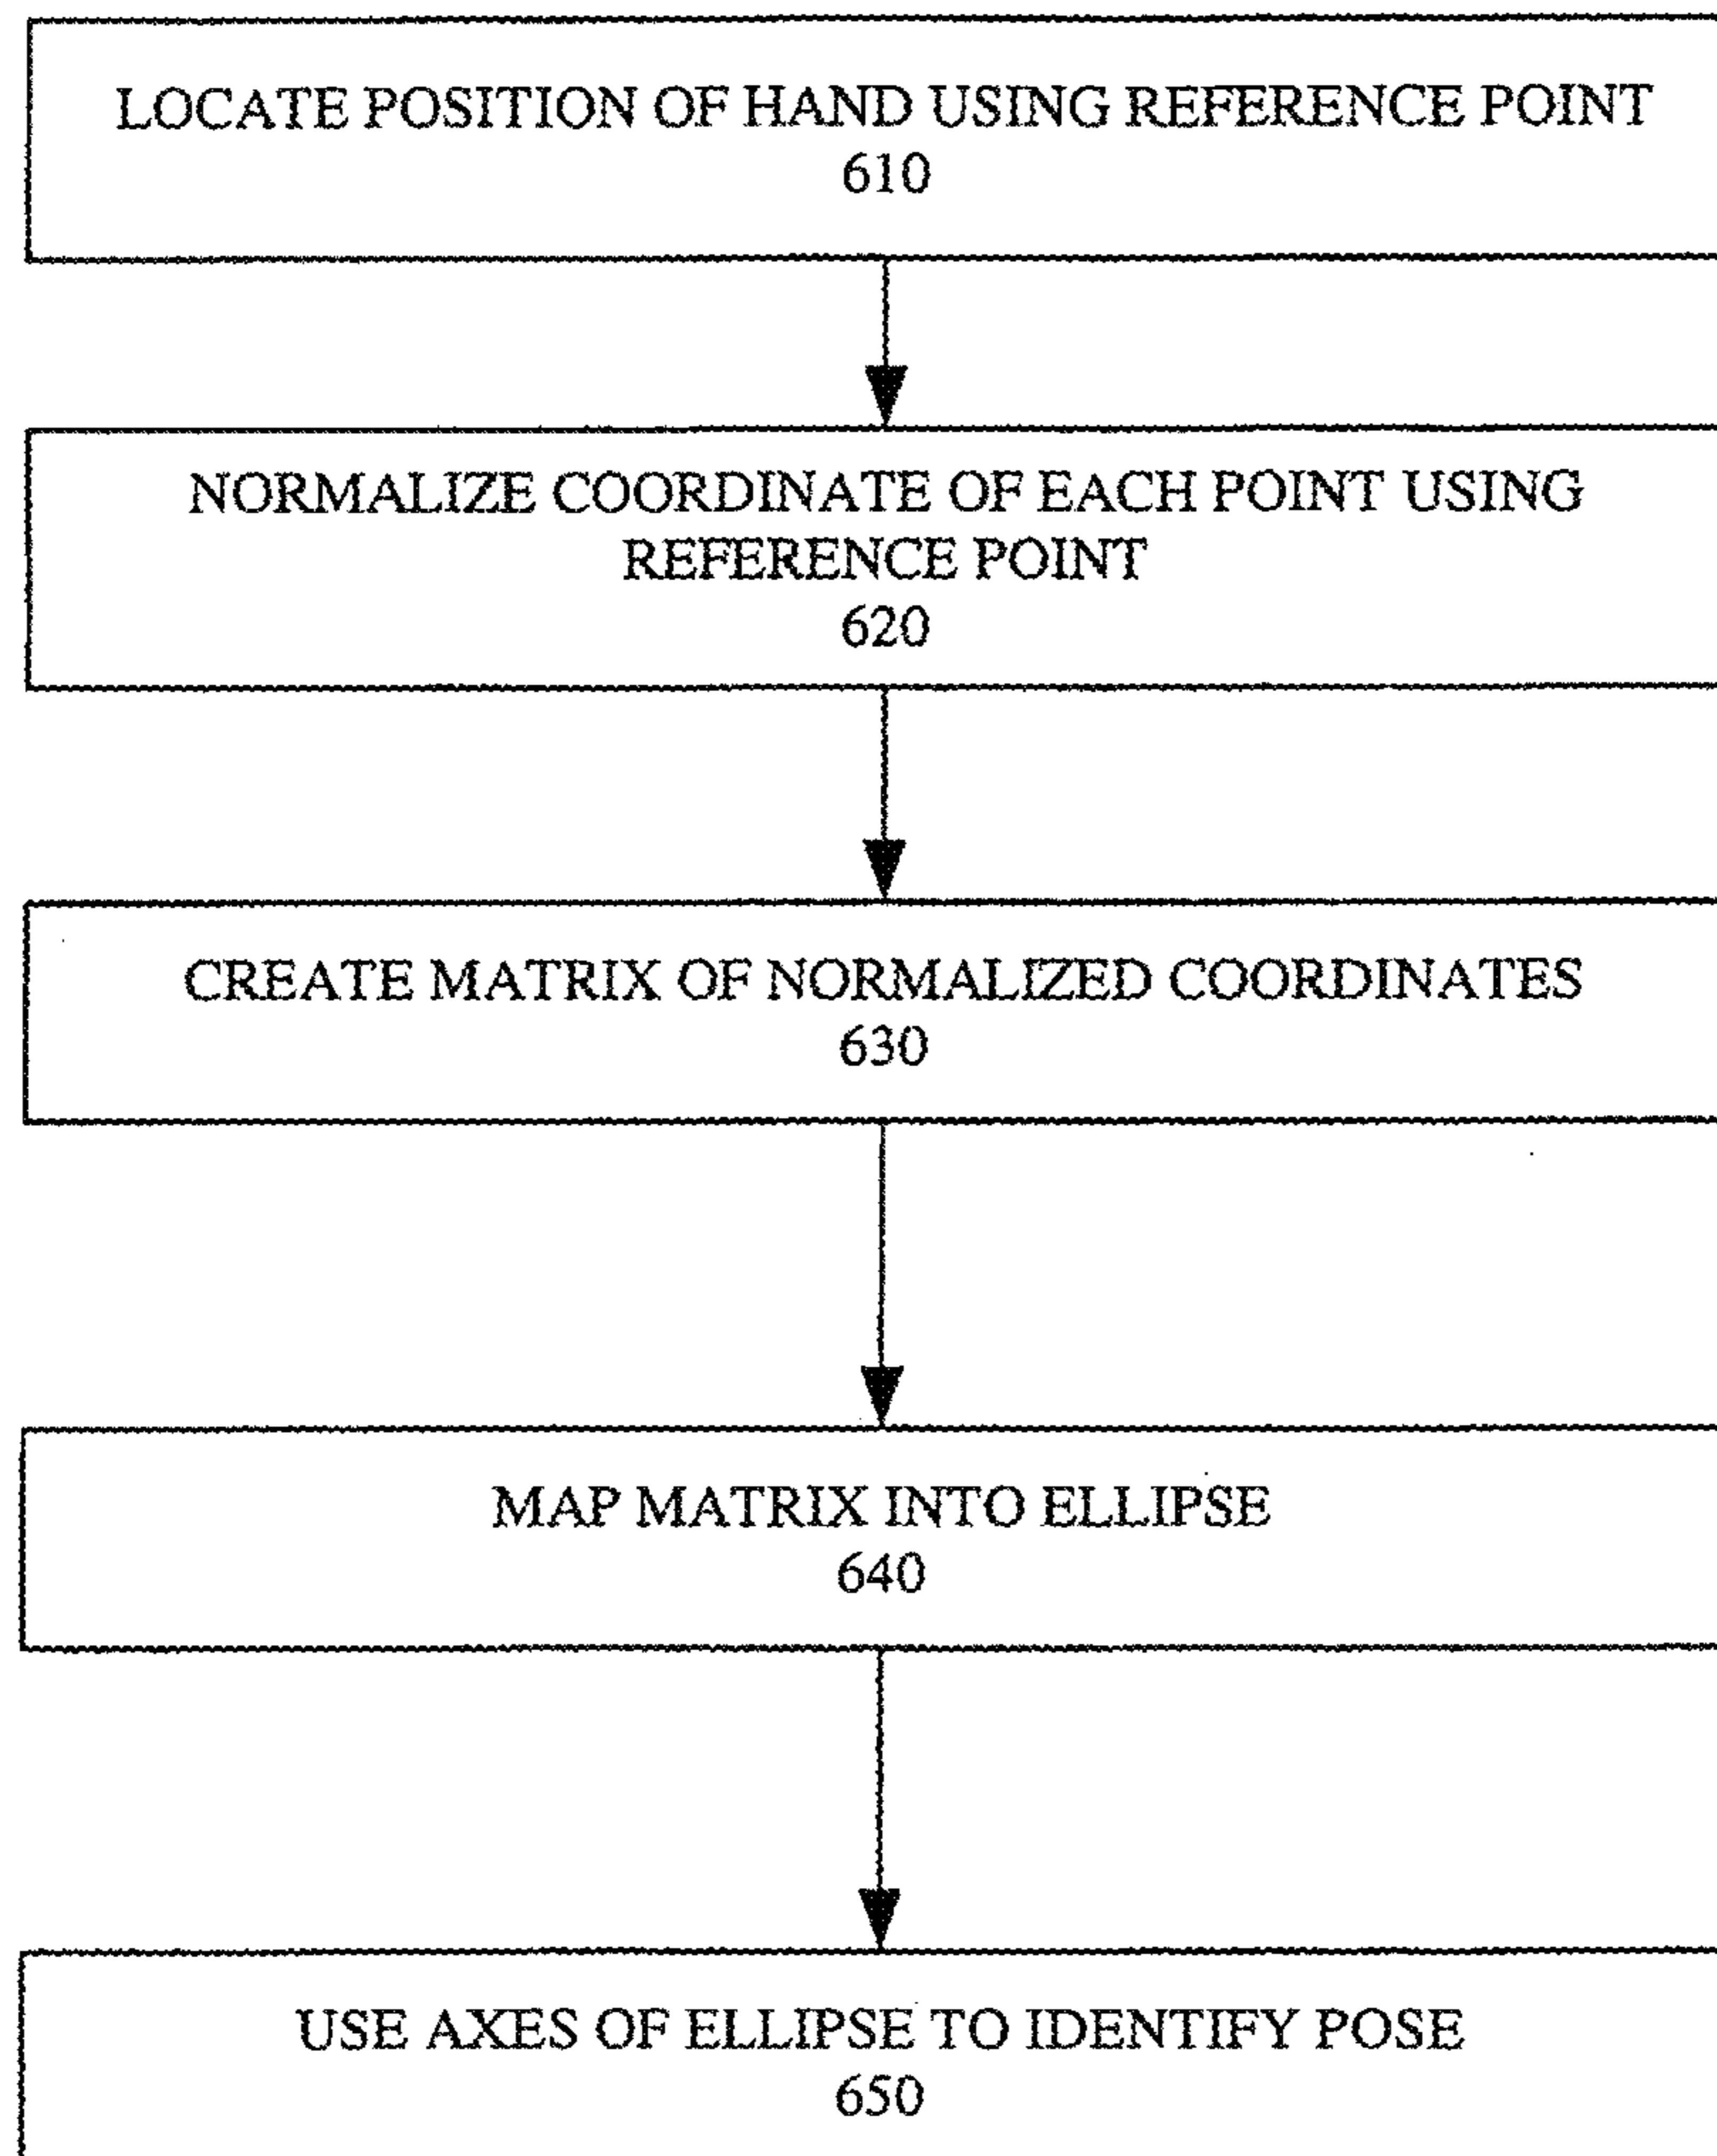 LOCATE POSITION OF HAND USING REFERENCE POINT
610
NORMALIZE COORDINATE OF EACH POINT USING
REFERENCE POINT
620
CREATE MATRIX OF NORMALIZED COORDINATES
630
MAP MATRIX INTO ELLIPSE
640
USE AXES OF ELLIPSE TO IDENTIFY POSE
650